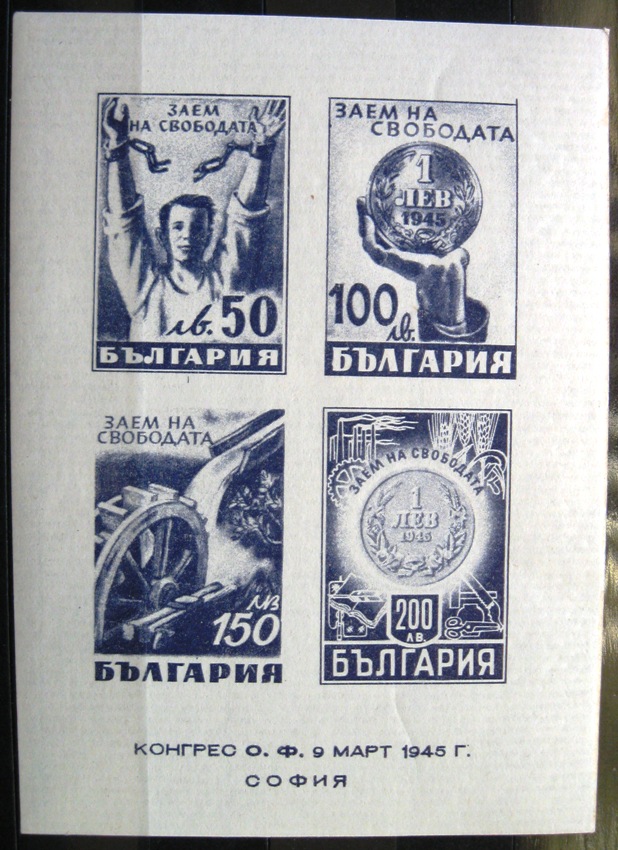 ЗАЕМ
НА СВОБОДАТА
лв. 50
БЪЛГАРИЯ
ЗАЕМ НА
СВОБОДАТА
1
ЛЕВ
1945
100
лв.
БЪЛГАРИЯ
ЗАЕМ НА
СВОБОДАТА
лв
150
БЪЛГАРИЯ
ЗАЕМ НА СВОБОДАТА
1
ЛЕВ
1945
200
ЛВ.
БЪЛГАРИЯ
КОНГРЕС О. Ф. 9 МАРТ 1945 Г.
СОФИЯ